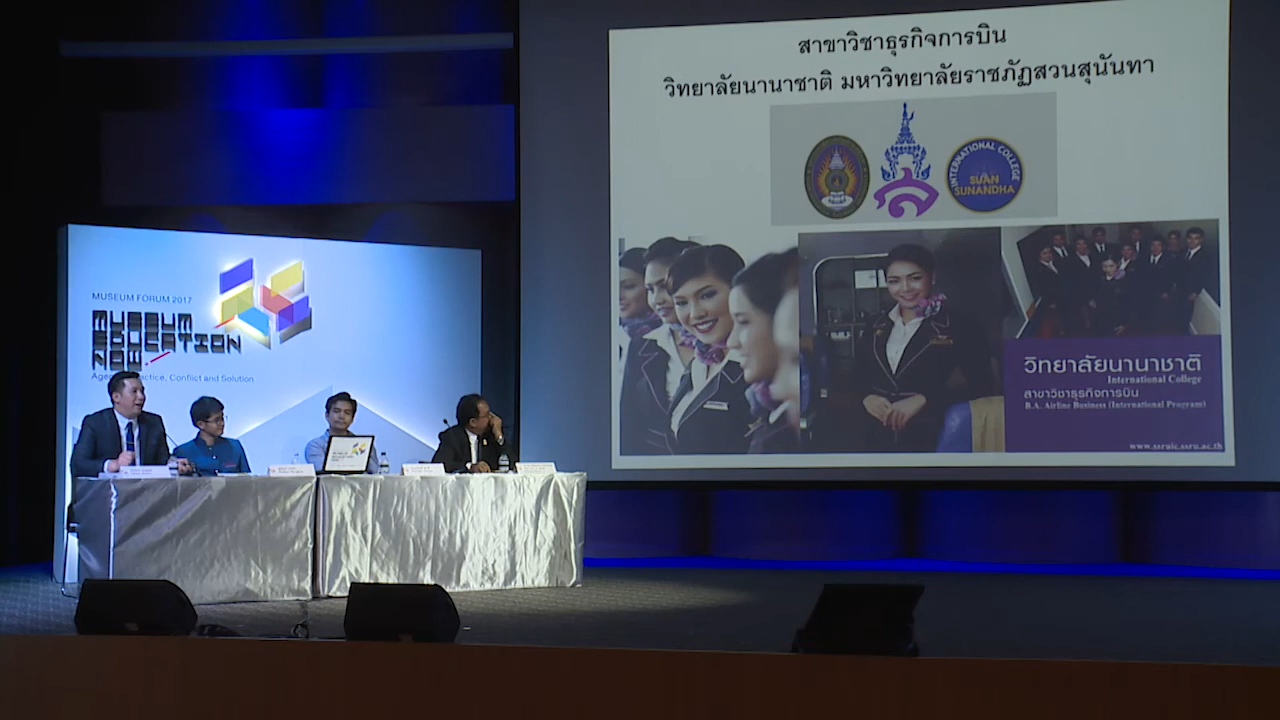 สาขาวิชาธุรกิจการบิน
วิทยาลัยนานาชาติ มหาวิทยาลัยราชภัฏสวนสุนันทา
INTERNATIONAL COLLEGE
SUAN
SUNANDHA
วิทยาลัยนานาชาติ
International College
สาขาวิชาธุรกิจการบิน
B.A. Airline Business (International Program)
www.ssruic.ssru.ac.th
MUSEUM FORUM 2017
MUSEUM
EDUCATION
NOW
Conflict and Solution